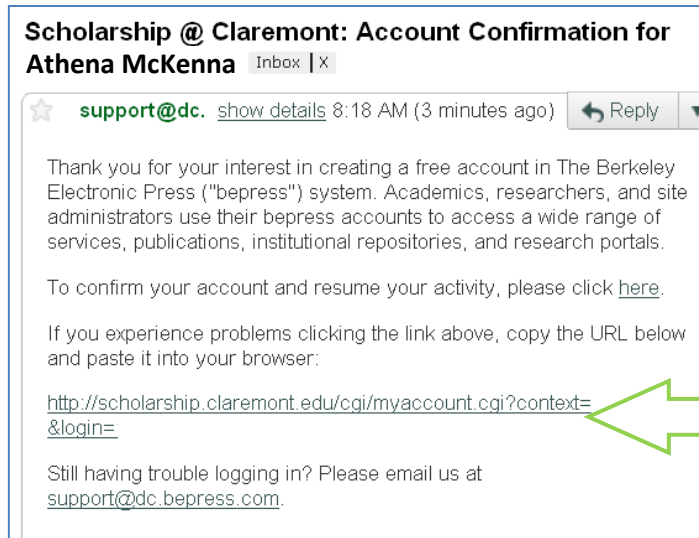 Scholarship @ Claremont: Account Confirmation for
Athena McKenna Inbox | X
support@dc. show details 8:18 AM (3 minutes ago) Reply
Thank you for your interest in creating a free account in The Berkeley
Electronic Press ("bepress") system. Academics, researchers, and site
administrators use their bepress accounts to access a wide range of
services, publications, institutional repositories, and research portals.
To confirm your account and resume your activity, please click here.
If you experience problems clicking the link above, copy the URL below
and paste it into your browser:
http://scholarship.claremont.edu/cgi/myaccount.cgi?context=
&login=
Still having trouble logging in? Please email us at
support@dc.bepress.com.